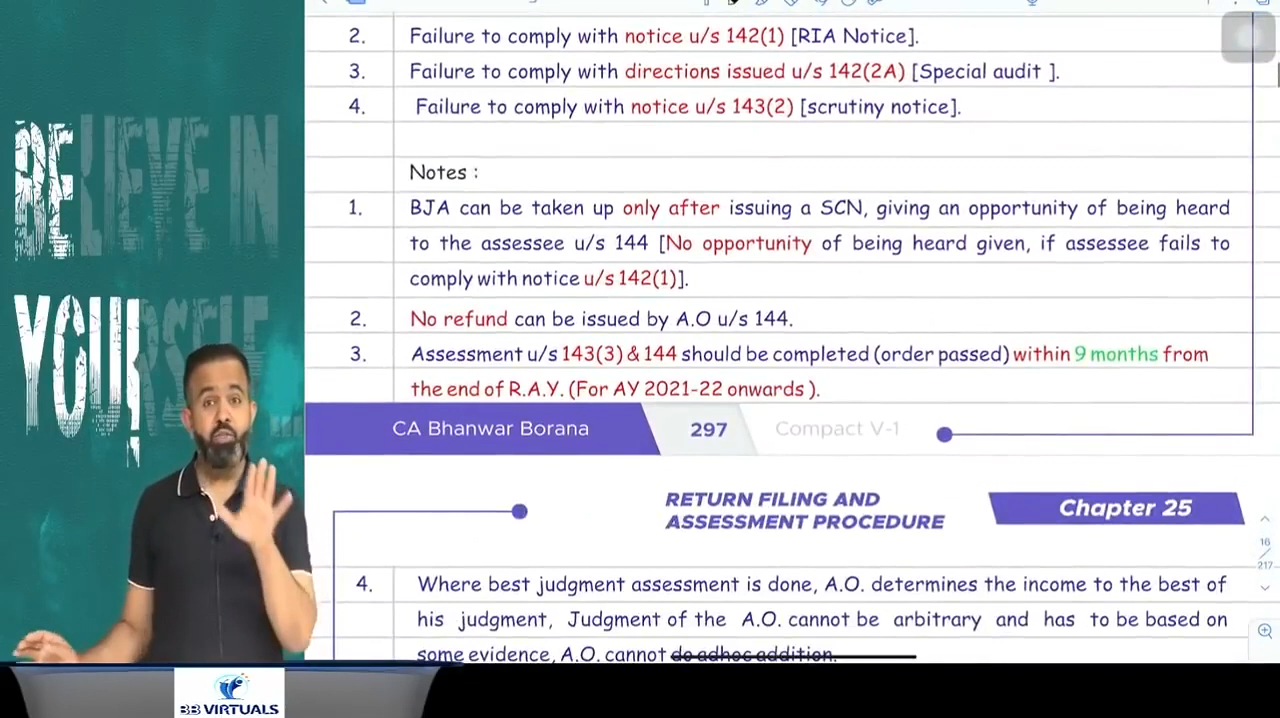 BELIEVE IN
YOURSELF...
2. Failure to comply with notice u/s 142(1) [RIA Notice].
3. Failure to comply with directions issued u/s 142(2A) [Special audit ].
4. Failure to comply with notice u/s 143(2) [scrutiny notice].
Notes :
1. BJA can be taken up only after issuing a SCN, giving an opportunity of being heard
to the assessee u/s 144 [No opportunity of being heard given, if assessee fails to
comply with notice u/s 142(1)].
2. No refund can be issued by A.O u/s 144.
3. Assessment u/s 143(3) & 144 should be completed (order passed) within 9 months from
the end of R.A.Y. (For AY 2021-22 onwards ).
CA Bhanwar Borana 297 Compact V-1
RETURN FILING AND
ASSESSMENT PROCEDURE
Chapter 25
16
217
4. Where best judgment assessment is done, A.O. determines the income to the best of
his judgment, Judgment of the A.O. cannot be arbitrary and has to be based on
some evidence, A.O. cannot do adhoc addition.
BB VIRTUALS